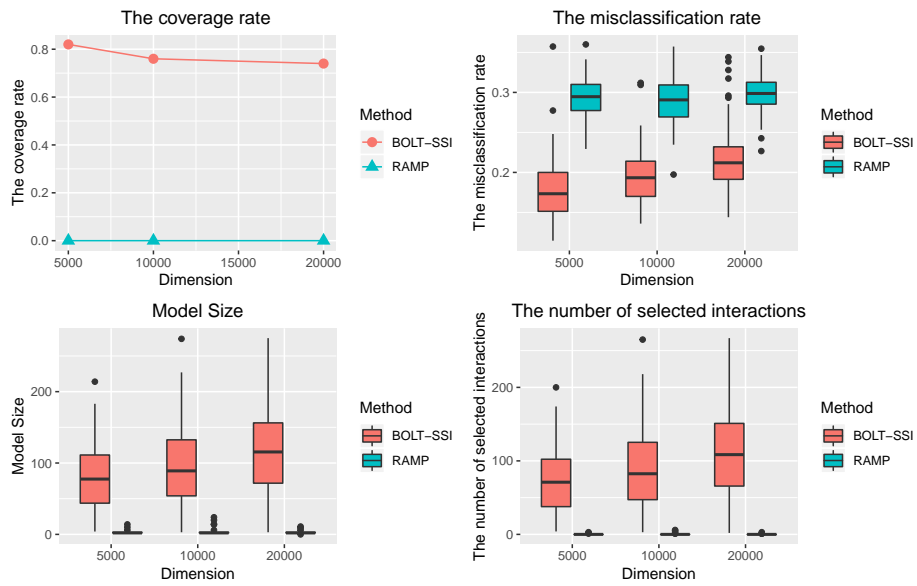 The coverage rate
The coverage rate
0.8
0.6
0.4
0.2
0.0
5000
10000
15000
20000
Dimension
Method
BOLT−SSI
RAMP
The misclassification rate
The misclassification rate
0.3
0.2
5000
10000
20000
Dimension
Method
BOLT−SSI
RAMP
Model Size
Model Size
200
100
0
5000
10000
20000
Dimension
Method
BOLT−SSI
RAMP
The number of selected interactions
The number of selected interactions
200
100
0
5000
10000
20000
Dimension
Method
BOLT−SSI
RAMP